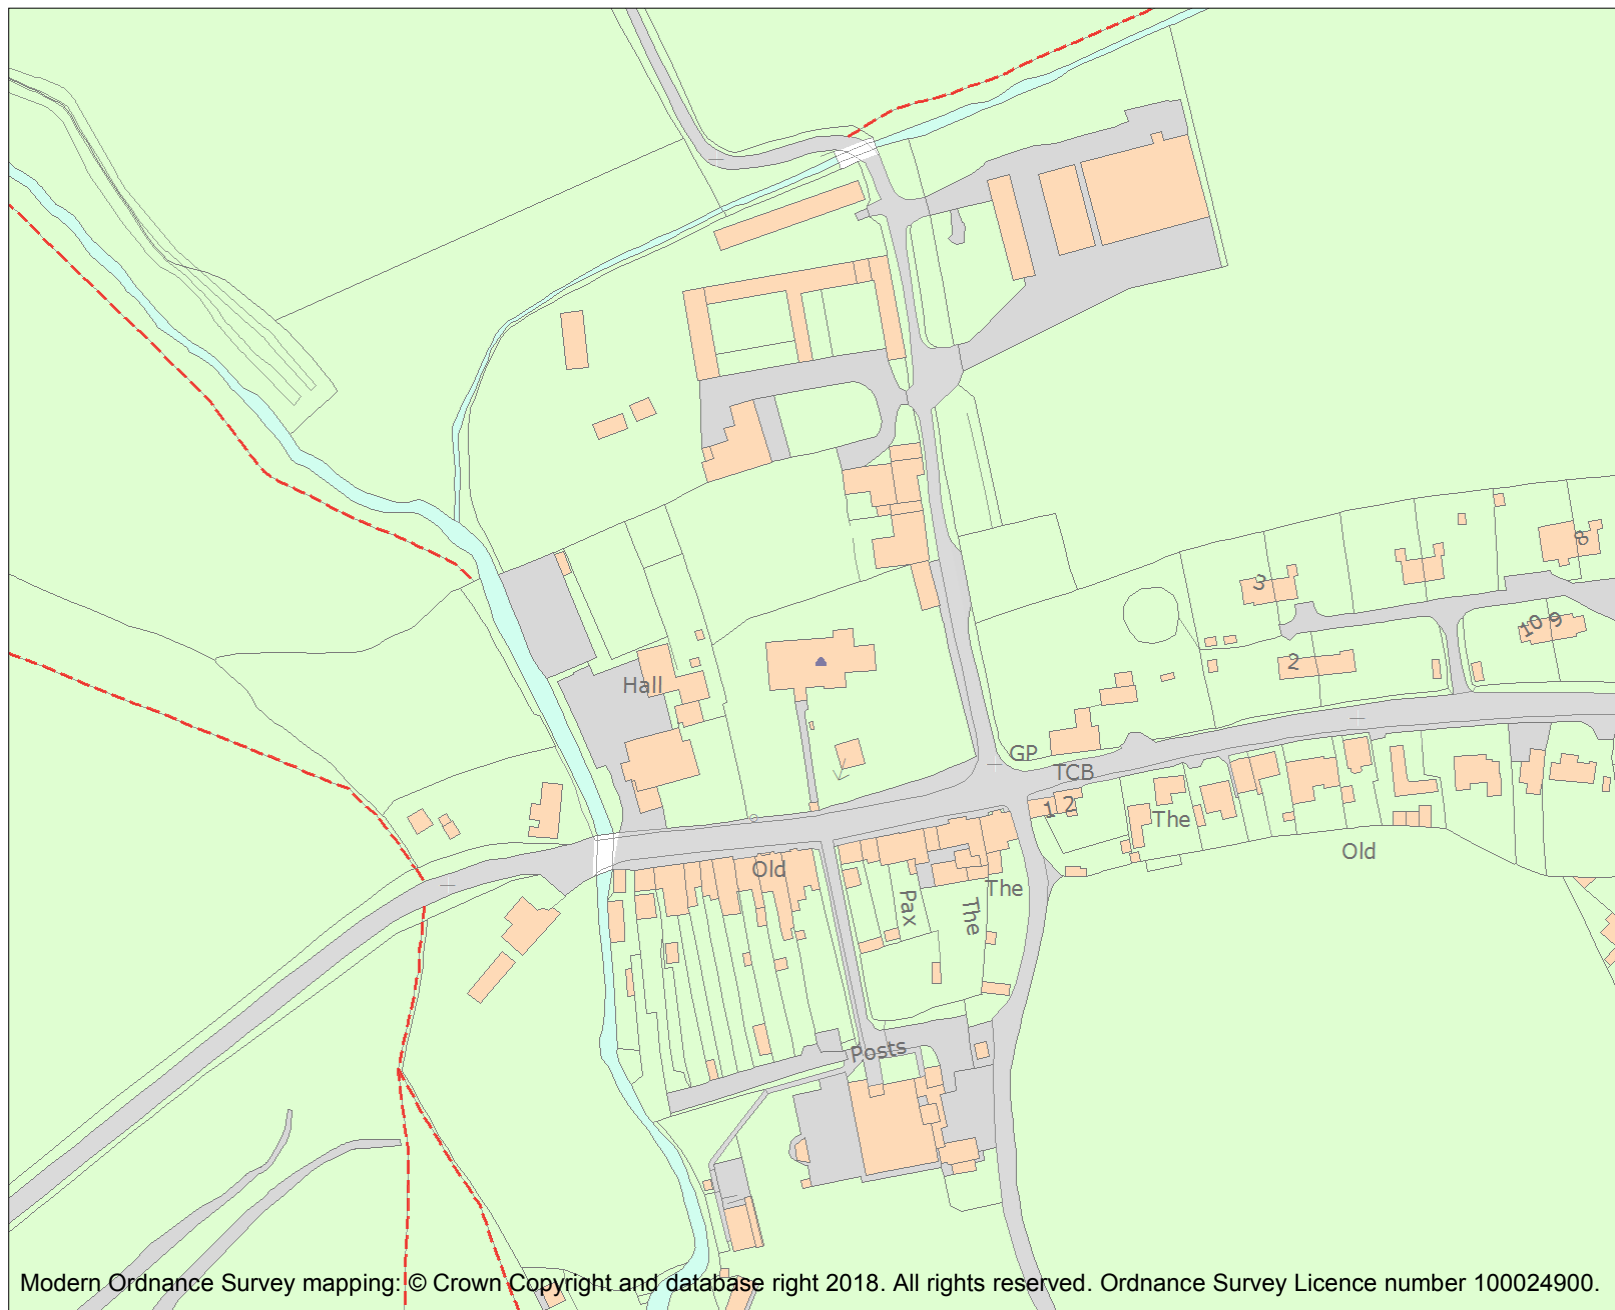 8
3
10 9
2
Hall
GP
TCB
1 2
The
Old
Old
The
Pax
The
Posts
Modern Ordnance Survey mapping: © Crown Copyright and database right 2018. All rights reserved. Ordnance Survey Licence number 100024900.